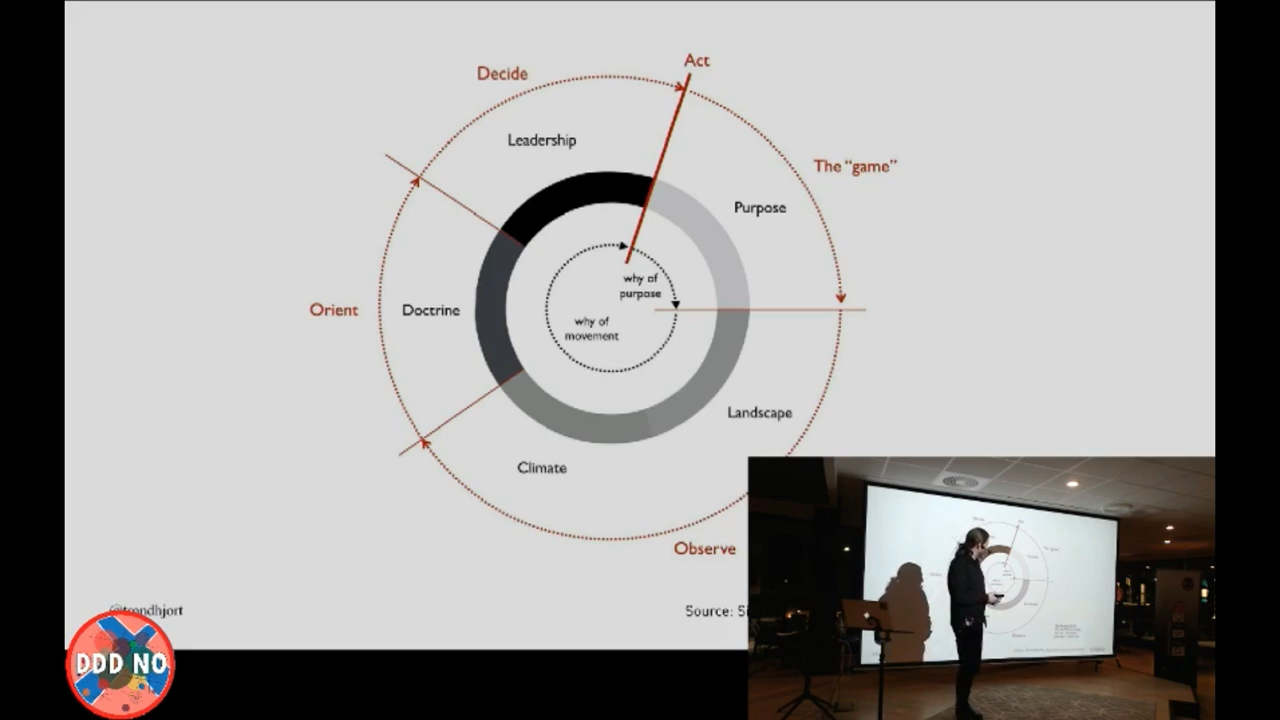 Act
Decide
Leadership
The "game"
Purpose
why of
purpose
Orient
Doctrine
why of
movement
Landscape
Climate
Observe
@trondhjort
Source:
DDD NO